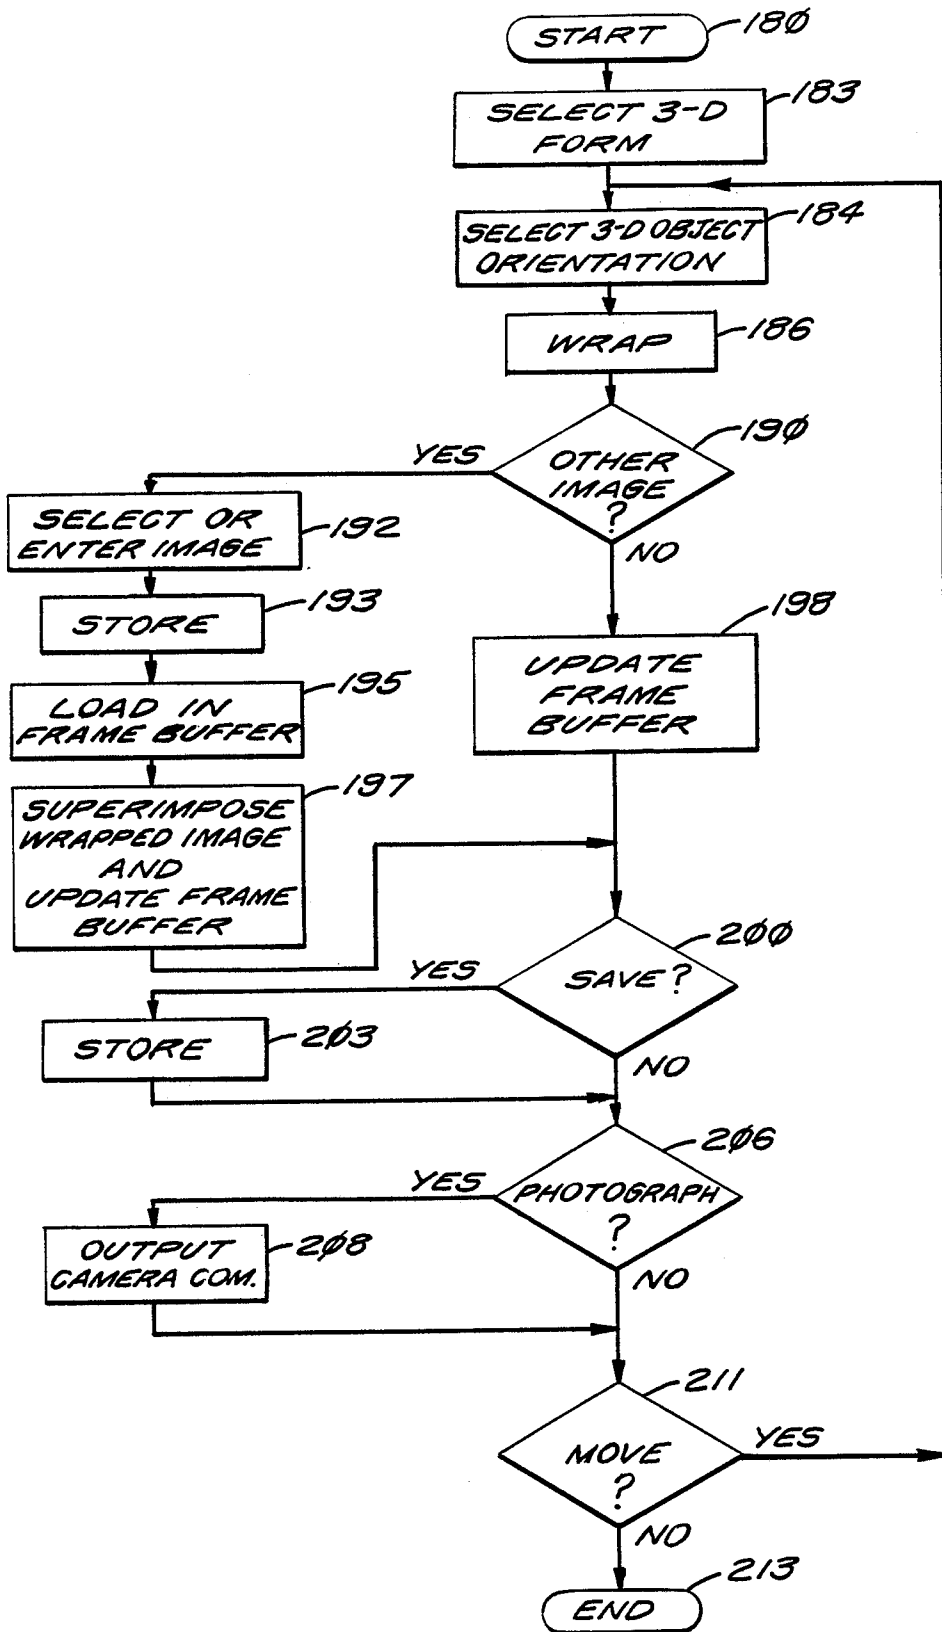 START
180
SELECT 3-D
FORM
183
SELECT 3-D OBJECT
ORIENTATION
184
WRAP
186
OTHER
IMAGE
?
190
YES
NO
SELECT OR
ENTER IMAGE
192
STORE
193
LOAD IN
FRAME BUFFER
195
SUPERIMPOSE
WRAPPED IMAGE
AND
UPDATE FRAME
BUFFER
197
UPDATE
FRAME
BUFFER
198
SAVE?
200
YES
NO
STORE
203
PHOTOGRAPH
?
206
YES
NO
OUTPUT
CAMERA COM.
208
MOVE
?
211
YES
NO
END
213